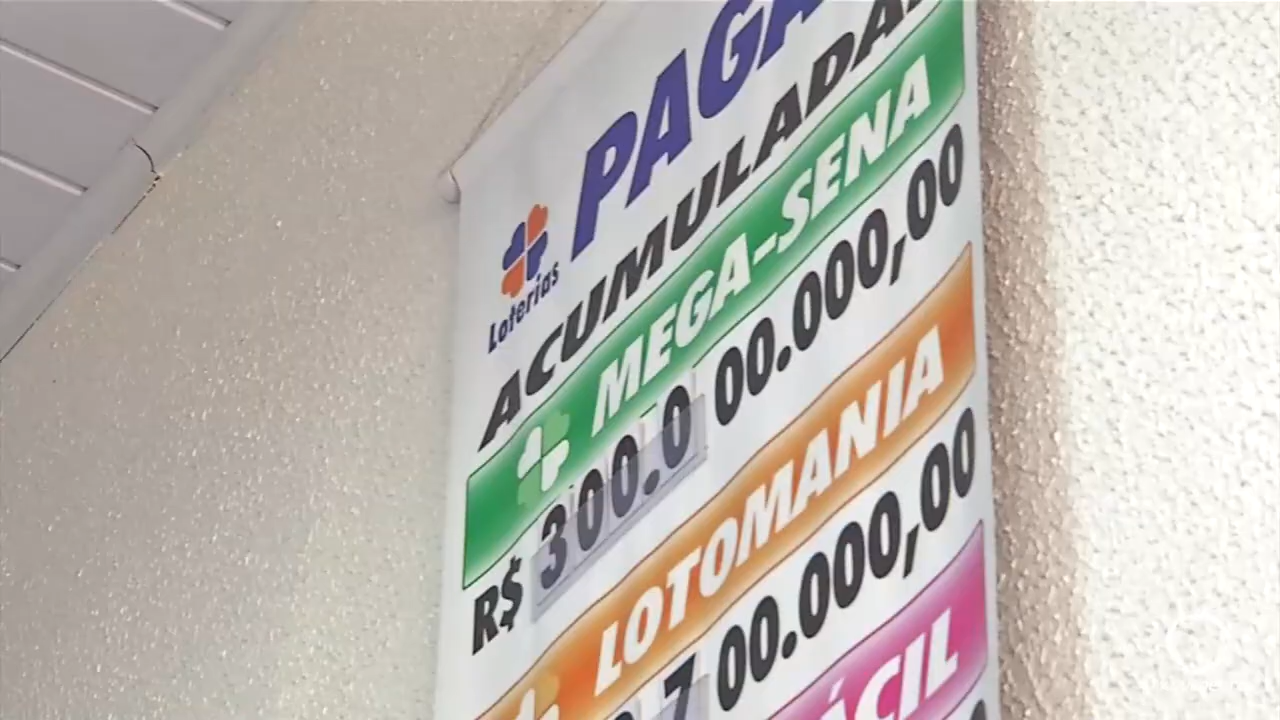 PAGA
Loterias
ACUMULADA
MEGA-SENA
R$ 300.000.000,00
LOTOMANIA
7 00.000,00
ÁCIL